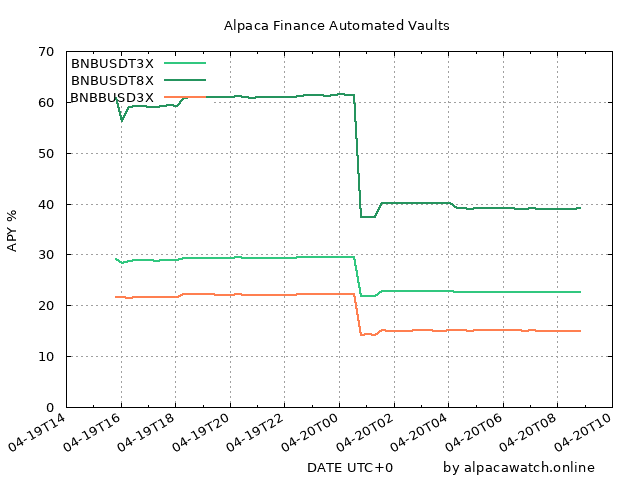 Alpaca Finance Automated Vaults
BNBUSDT3X
BNBUSDT8X
BNBBUSD3X
APY %
70
60
50
40
30
20
10
0
04-19T14
04-19T16
04-19T18
04-19T20
04-19T22
04-20T00
04-20T02
04-20T04
04-20T06
04-20T08
04-20T10
DATE UTC+0
by alpacawatch.online